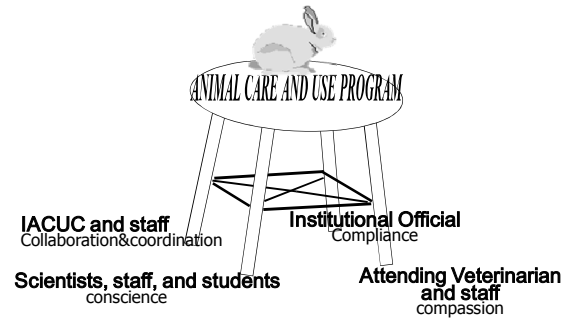 ANIMAL CARE AND USE PROGRAM
IACUC and staff
Collaboration&coordination
Institutional Official
Compliance
Scientists, staff, and students
conscience
Attending Veterinarian
and staff
compassion